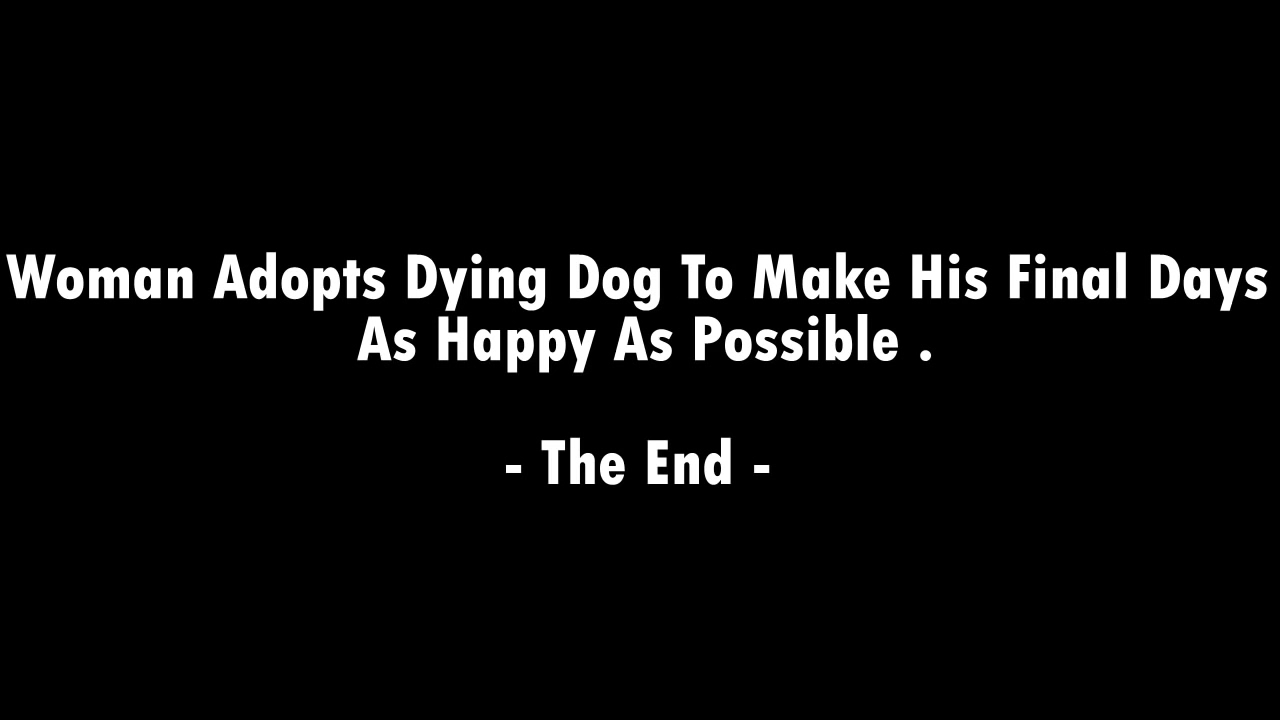 Woman Adopts Dying Dog To Make His Final Days
As Happy As Possible .
- The End -